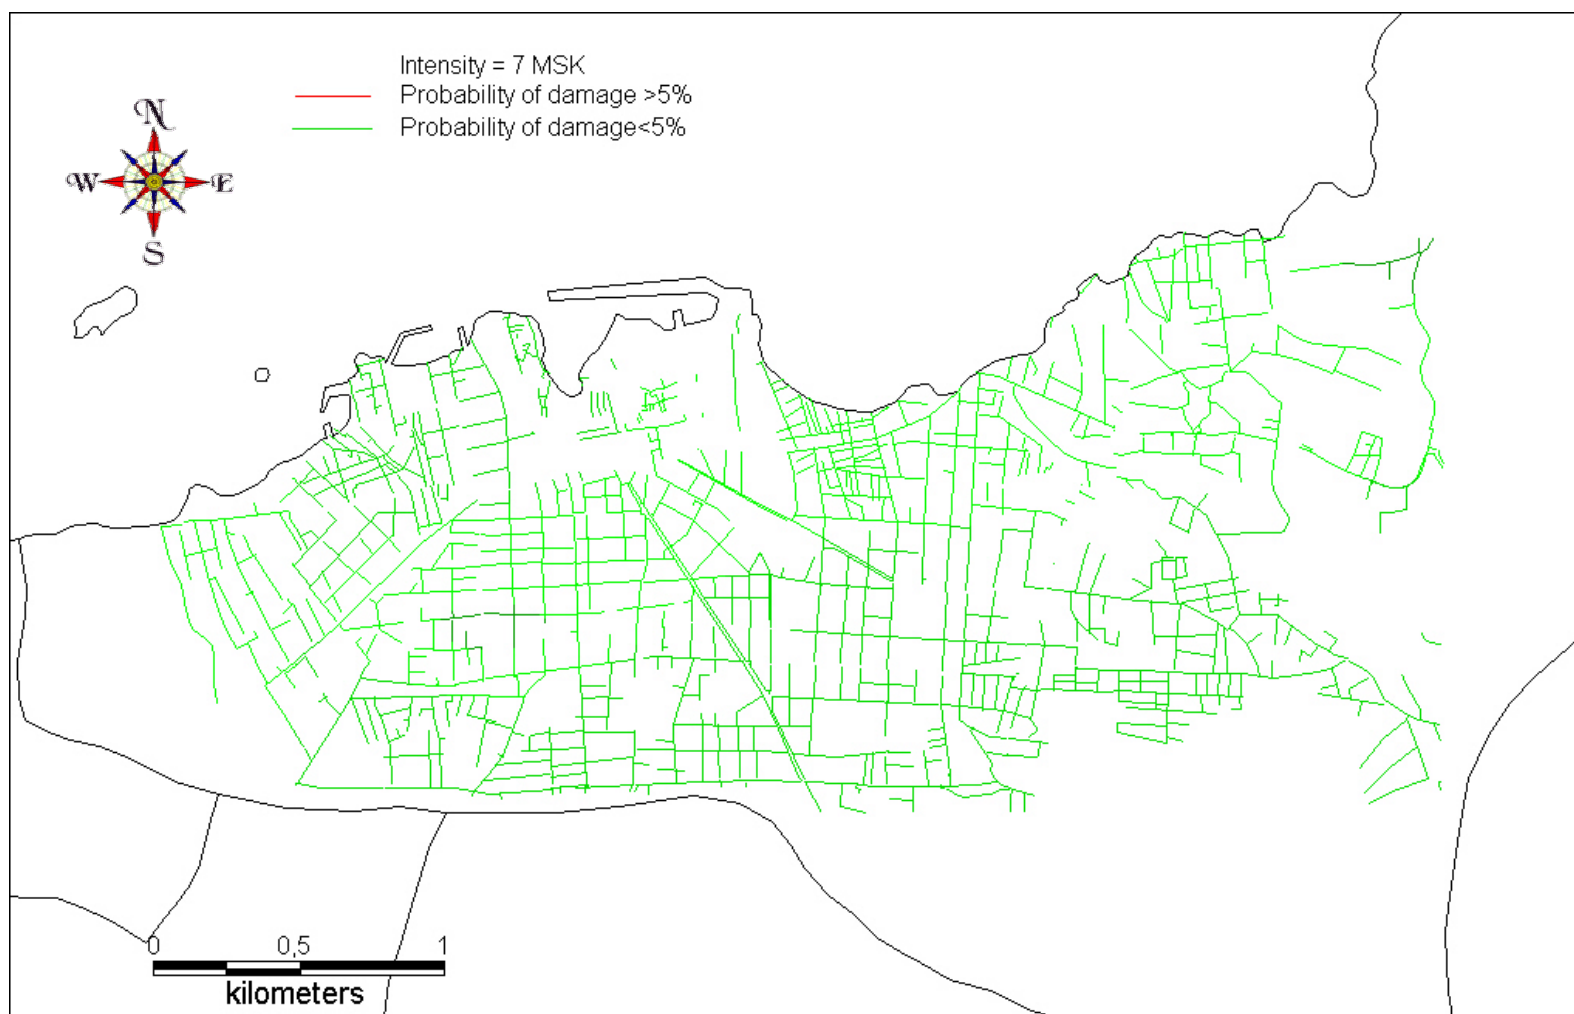 Intensity = 7 MSK
Probability of damage >5%
Probability of damage<5%
N
W E
S
0 0,5 1
kilometers